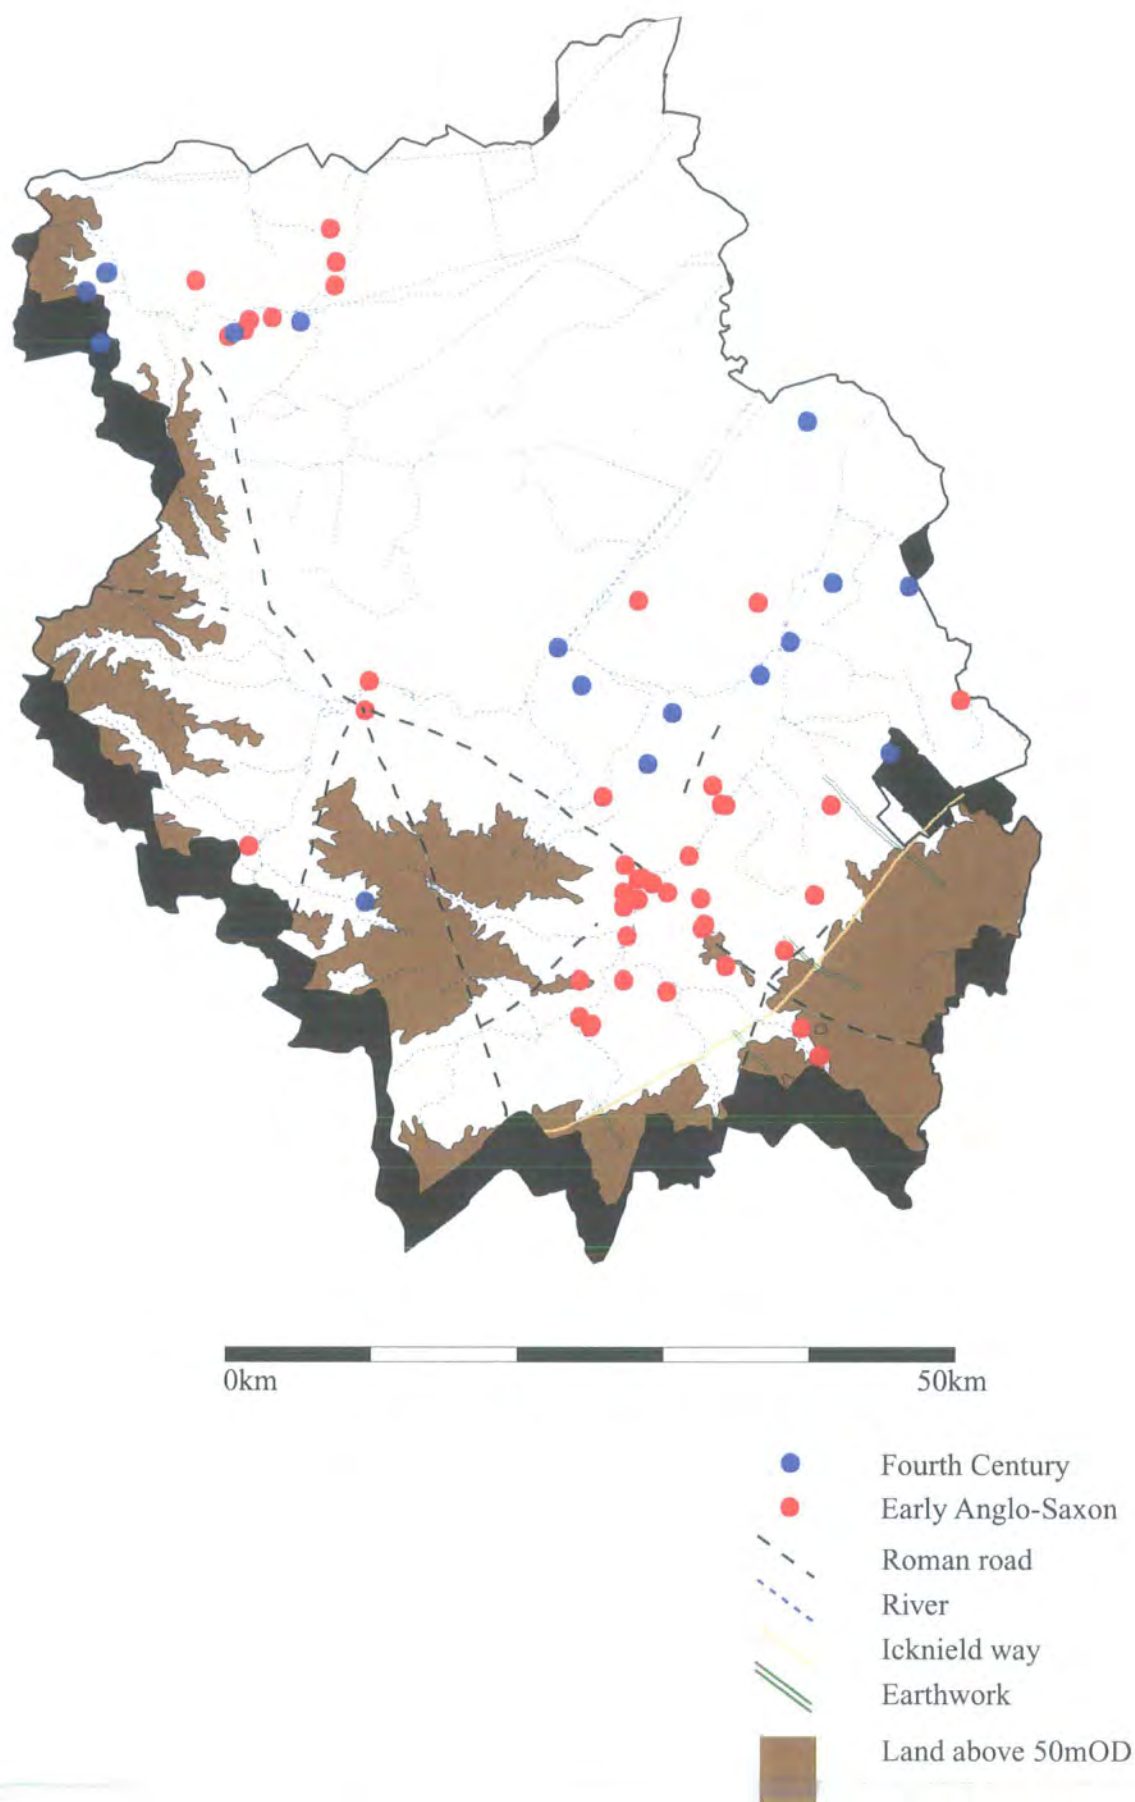 0km 50km
Fourth Century
Early Anglo-Saxon
Roman road
River
Icknield way
Earthwork
Land above 50mOD